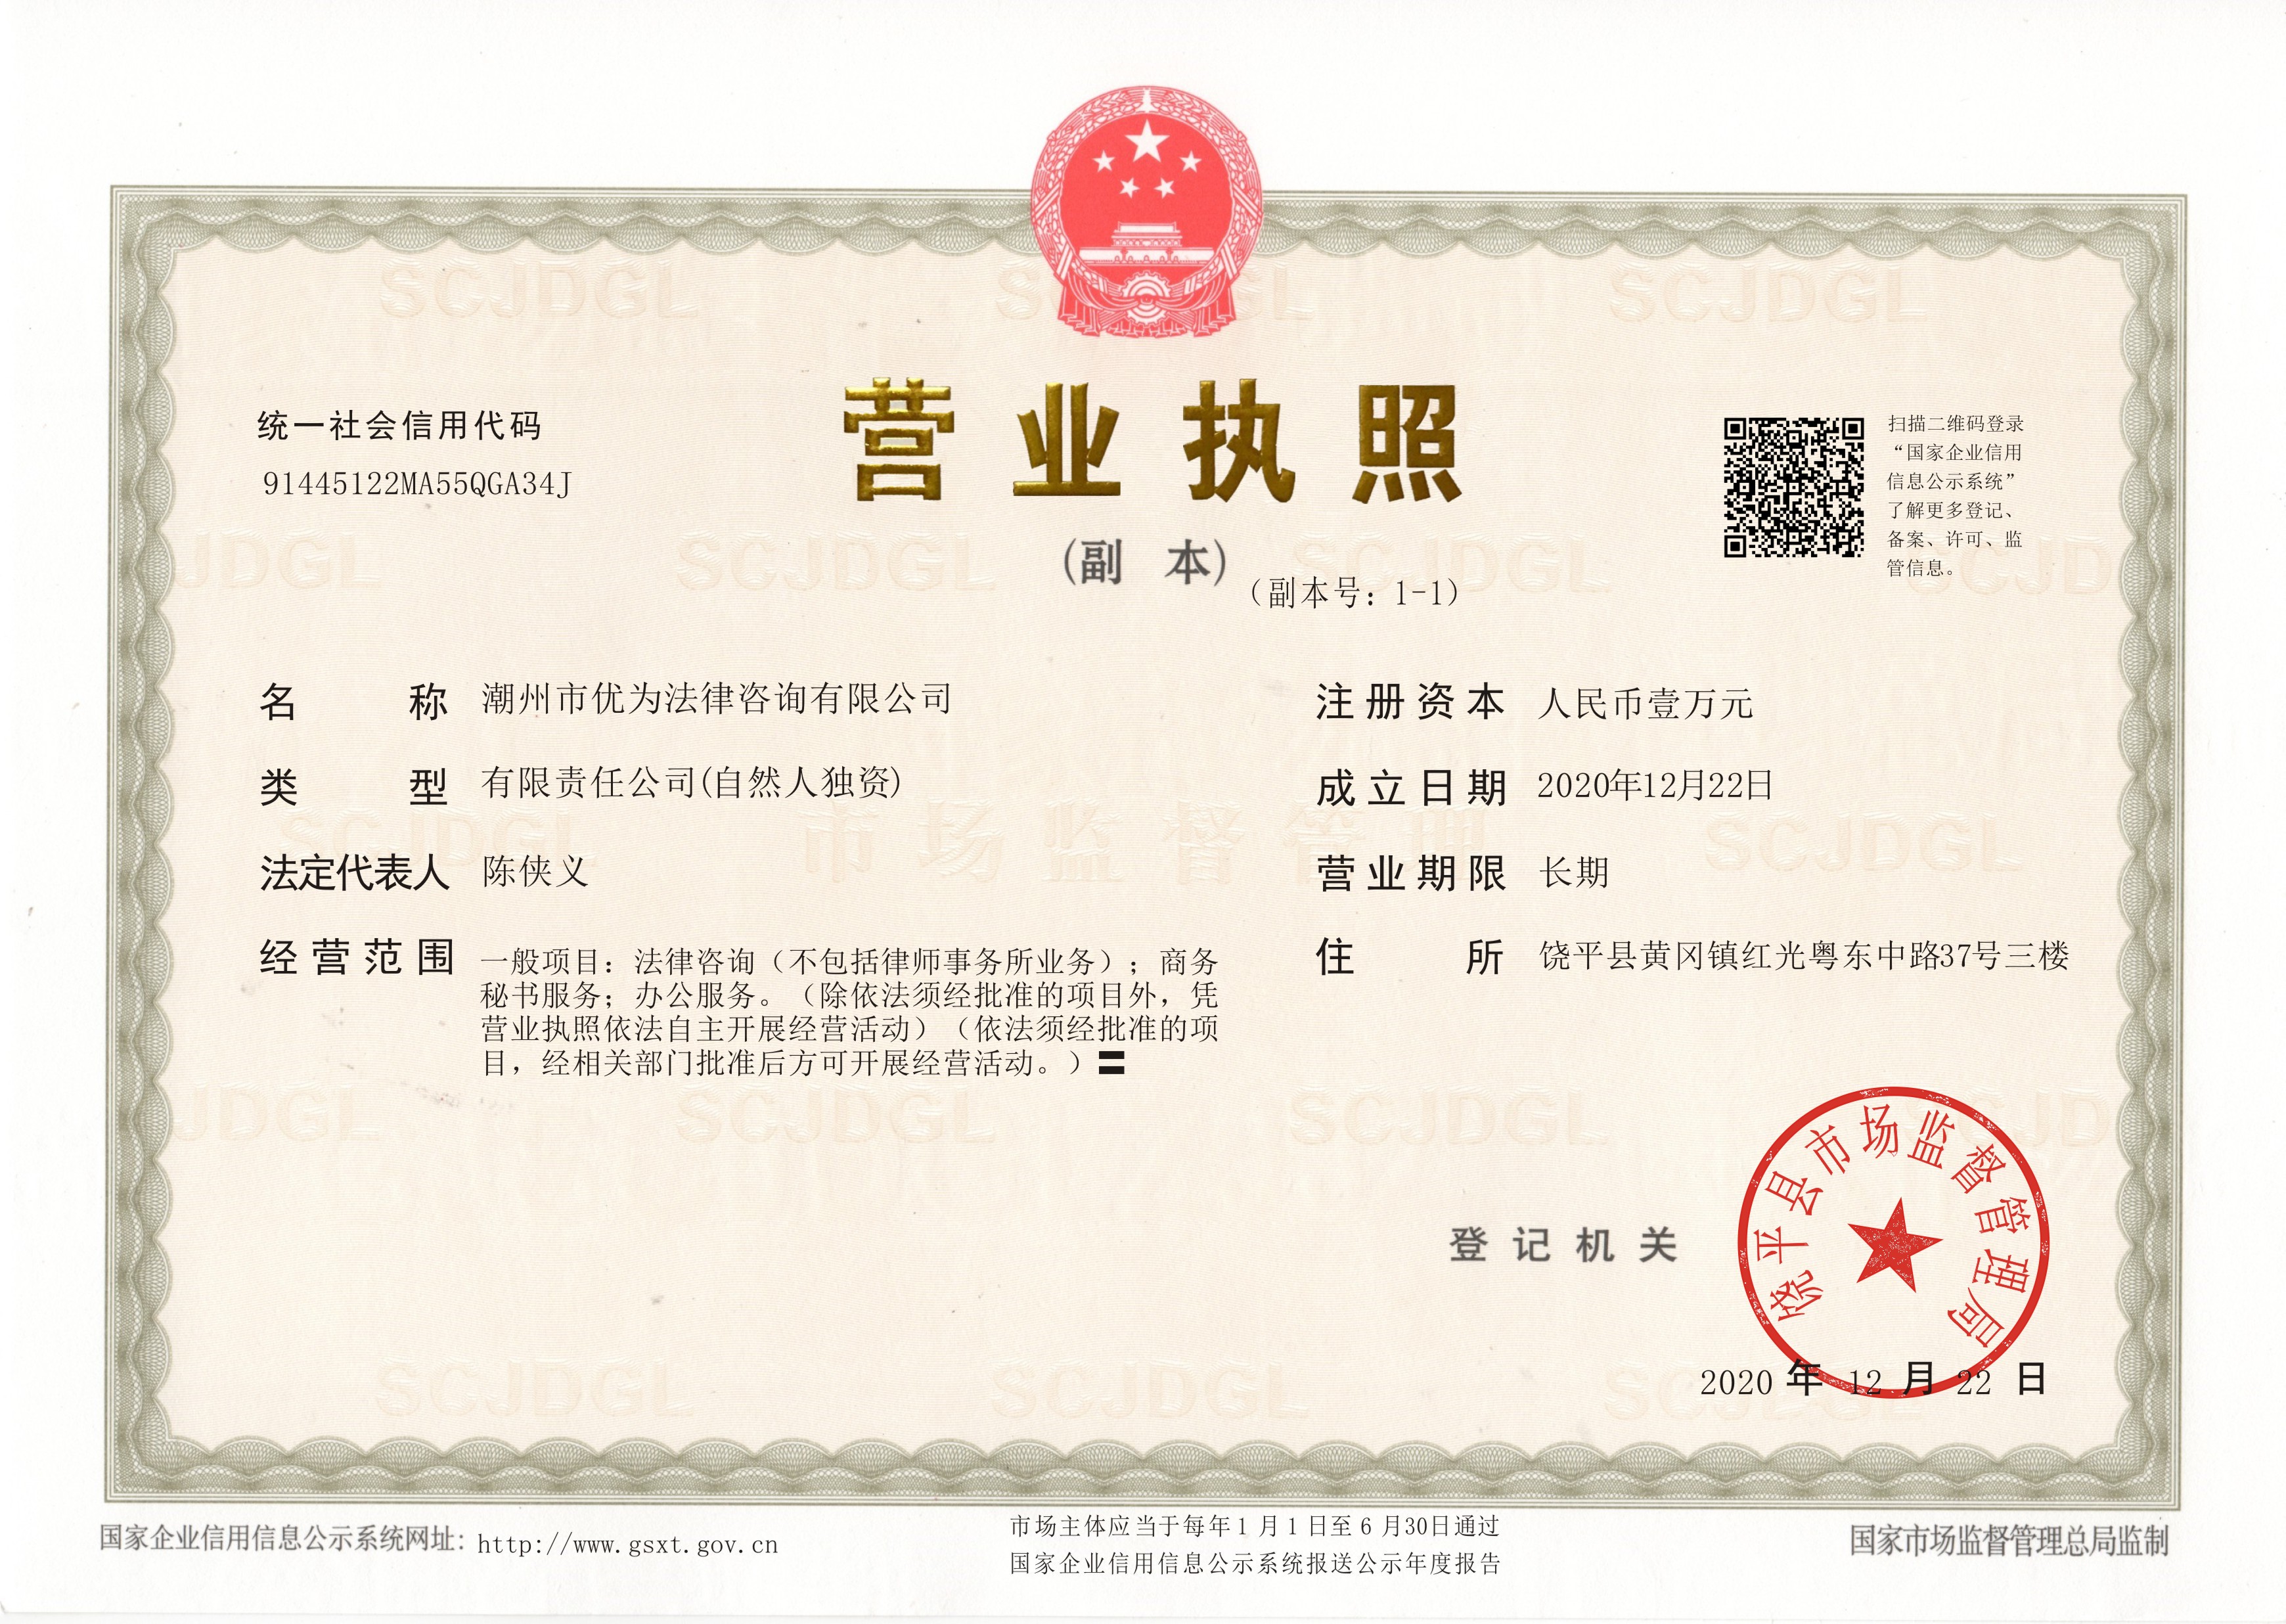 营业执照
(副 本)
（副本号：1-1）
统一社会信用代码
91445122MA55QGA34J
扫描二维码登录
“国家企业信用
信息公示系统”
了解更多登记、
备案、许可、监
管信息。
名 称 潮州市优为法律咨询有限公司
类 型 有限责任公司(自然人独资)
法定代表人 陈侠义
经营范围 一般项目：法律咨询（不包括律师事务所业务）；商务
秘书服务；办公服务。（除依法须经批准的项目外，凭
营业执照依法自主开展经营活动）（依法须经批准的项
目，经相关部门批准后方可开展经营活动。）
注册资本 人民币壹万元
成立日期 2020年12月22日
营业期限 长期
住 所 饶平县黄冈镇红光粤东中路37号三楼
登记机关
饶平县市场监督管理局
2020 年 12 月 22 日
国家企业信用信息公示系统网址：http://www.gsxt.gov.cn
市场主体应当于每年1月1日至6月30日通过
国家企业信用信息公示系统报送公示年度报告
国家市场监督管理总局监制
SCJDGL
市场监督管理